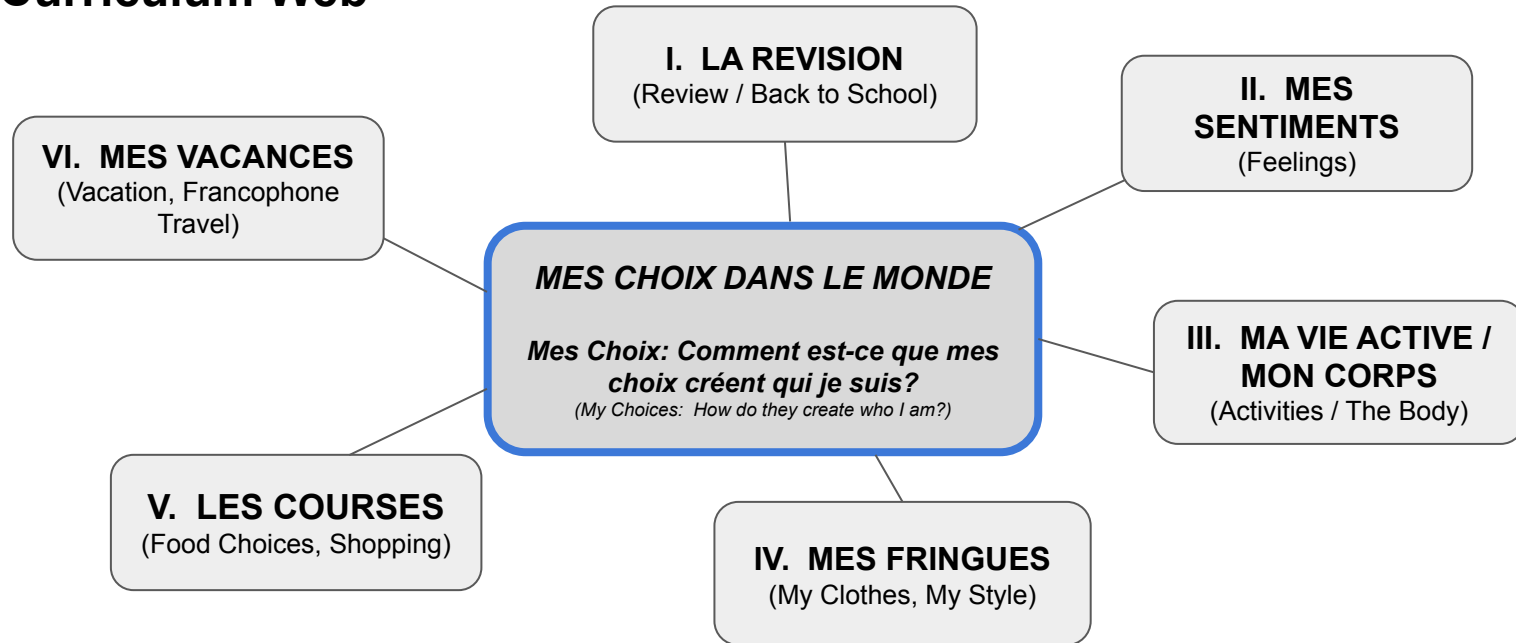 Curriculum Web
I. LA REVISION
(Review / Back to School)
II. MES
SENTIMENTS
(Feelings)
III. MA VIE ACTIVE /
MON CORPS
(Activities / The Body)
IV. MES FRINGUES
(My Clothes, My Style)
V. LES COURSES
(Food Choices, Shopping)
VI. MES VACANCES
(Vacation, Francophone
Travel)
MES CHOIX DANS LE MONDE
Mes Choix: Comment est-ce que mes
choix créent qui je suis?
(My Choices: How do they create who I am?)